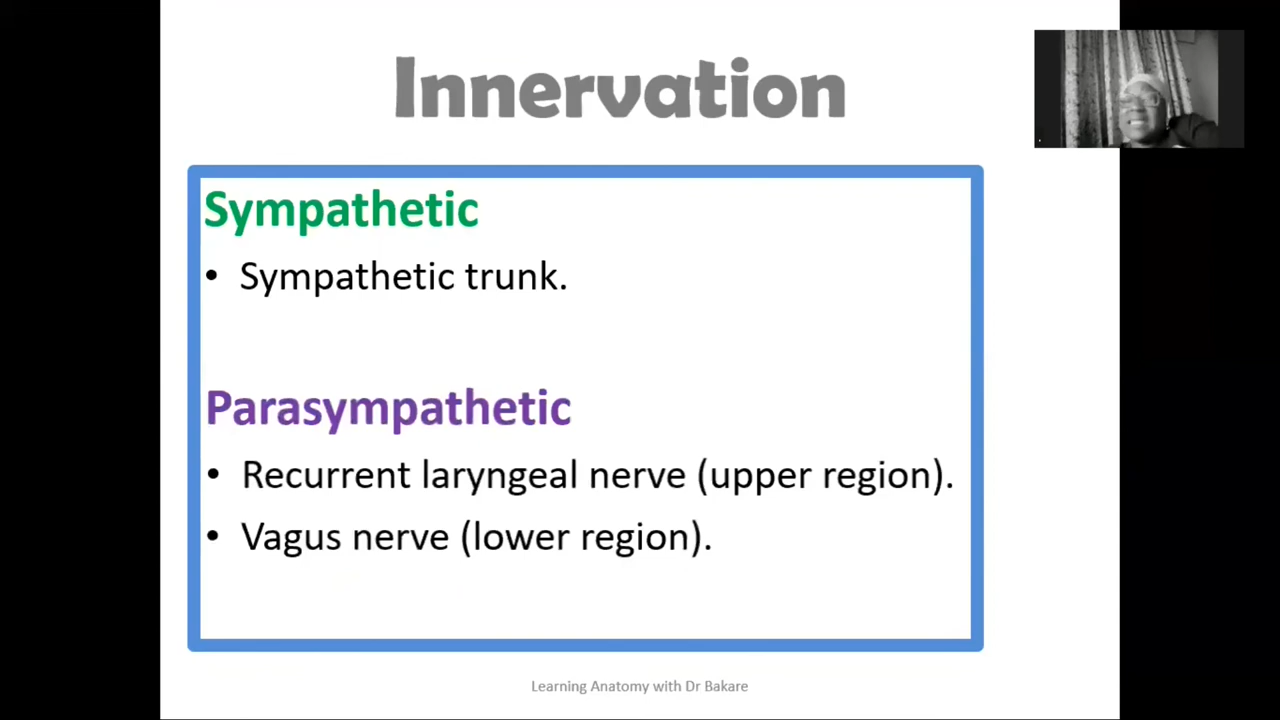 Innervation
Sympathetic
• Sympathetic trunk.
Parasympathetic
• Recurrent laryngeal nerve (upper region).
• Vagus nerve (lower region).
Learning Anatomy with Dr Bakare